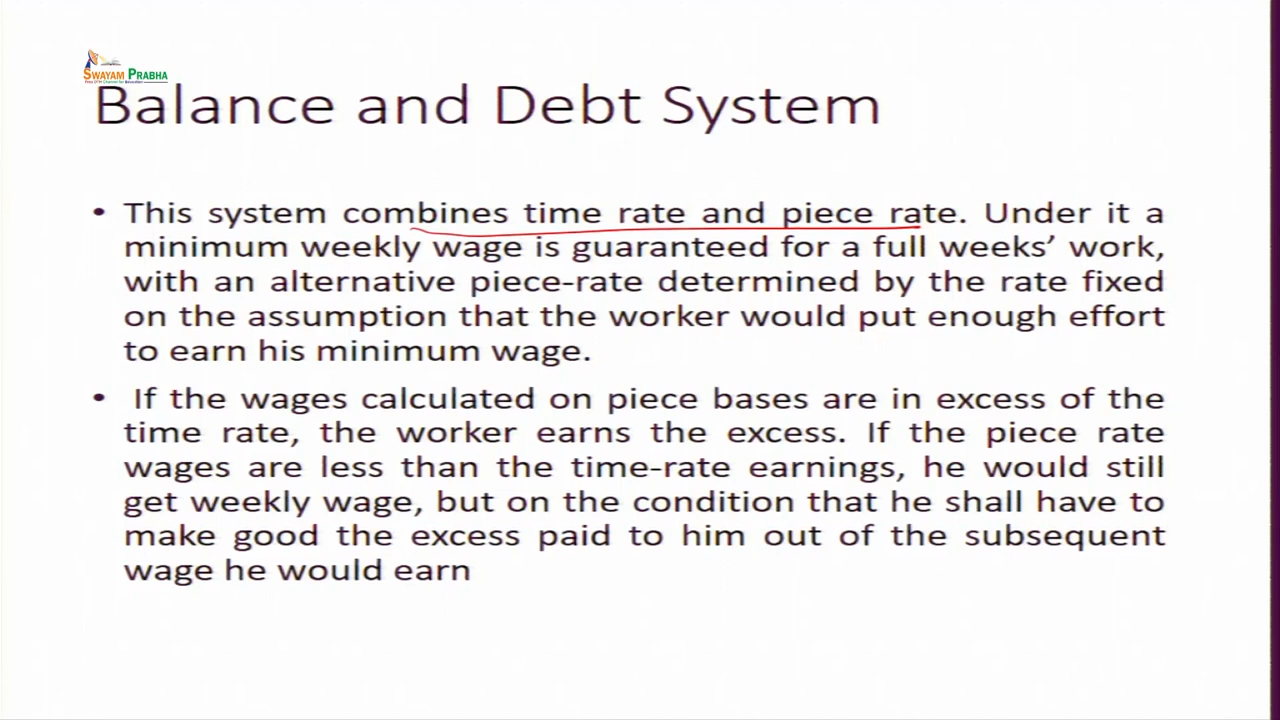 SWAYAM PRABHA
Balance and Debt System
• This system combines time rate and piece rate. Under it a
minimum weekly wage is guaranteed for a full weeks’ work,
with an alternative piece-rate determined by the rate fixed
on the assumption that the worker would put enough effort
to earn his minimum wage.
• If the wages calculated on piece bases are in excess of the
time rate, the worker earns the excess. If the piece rate
wages are less than the time-rate earnings, he would still
get weekly wage, but on the condition that he shall have to
make good the excess paid to him out of the subsequent
wage he would earn